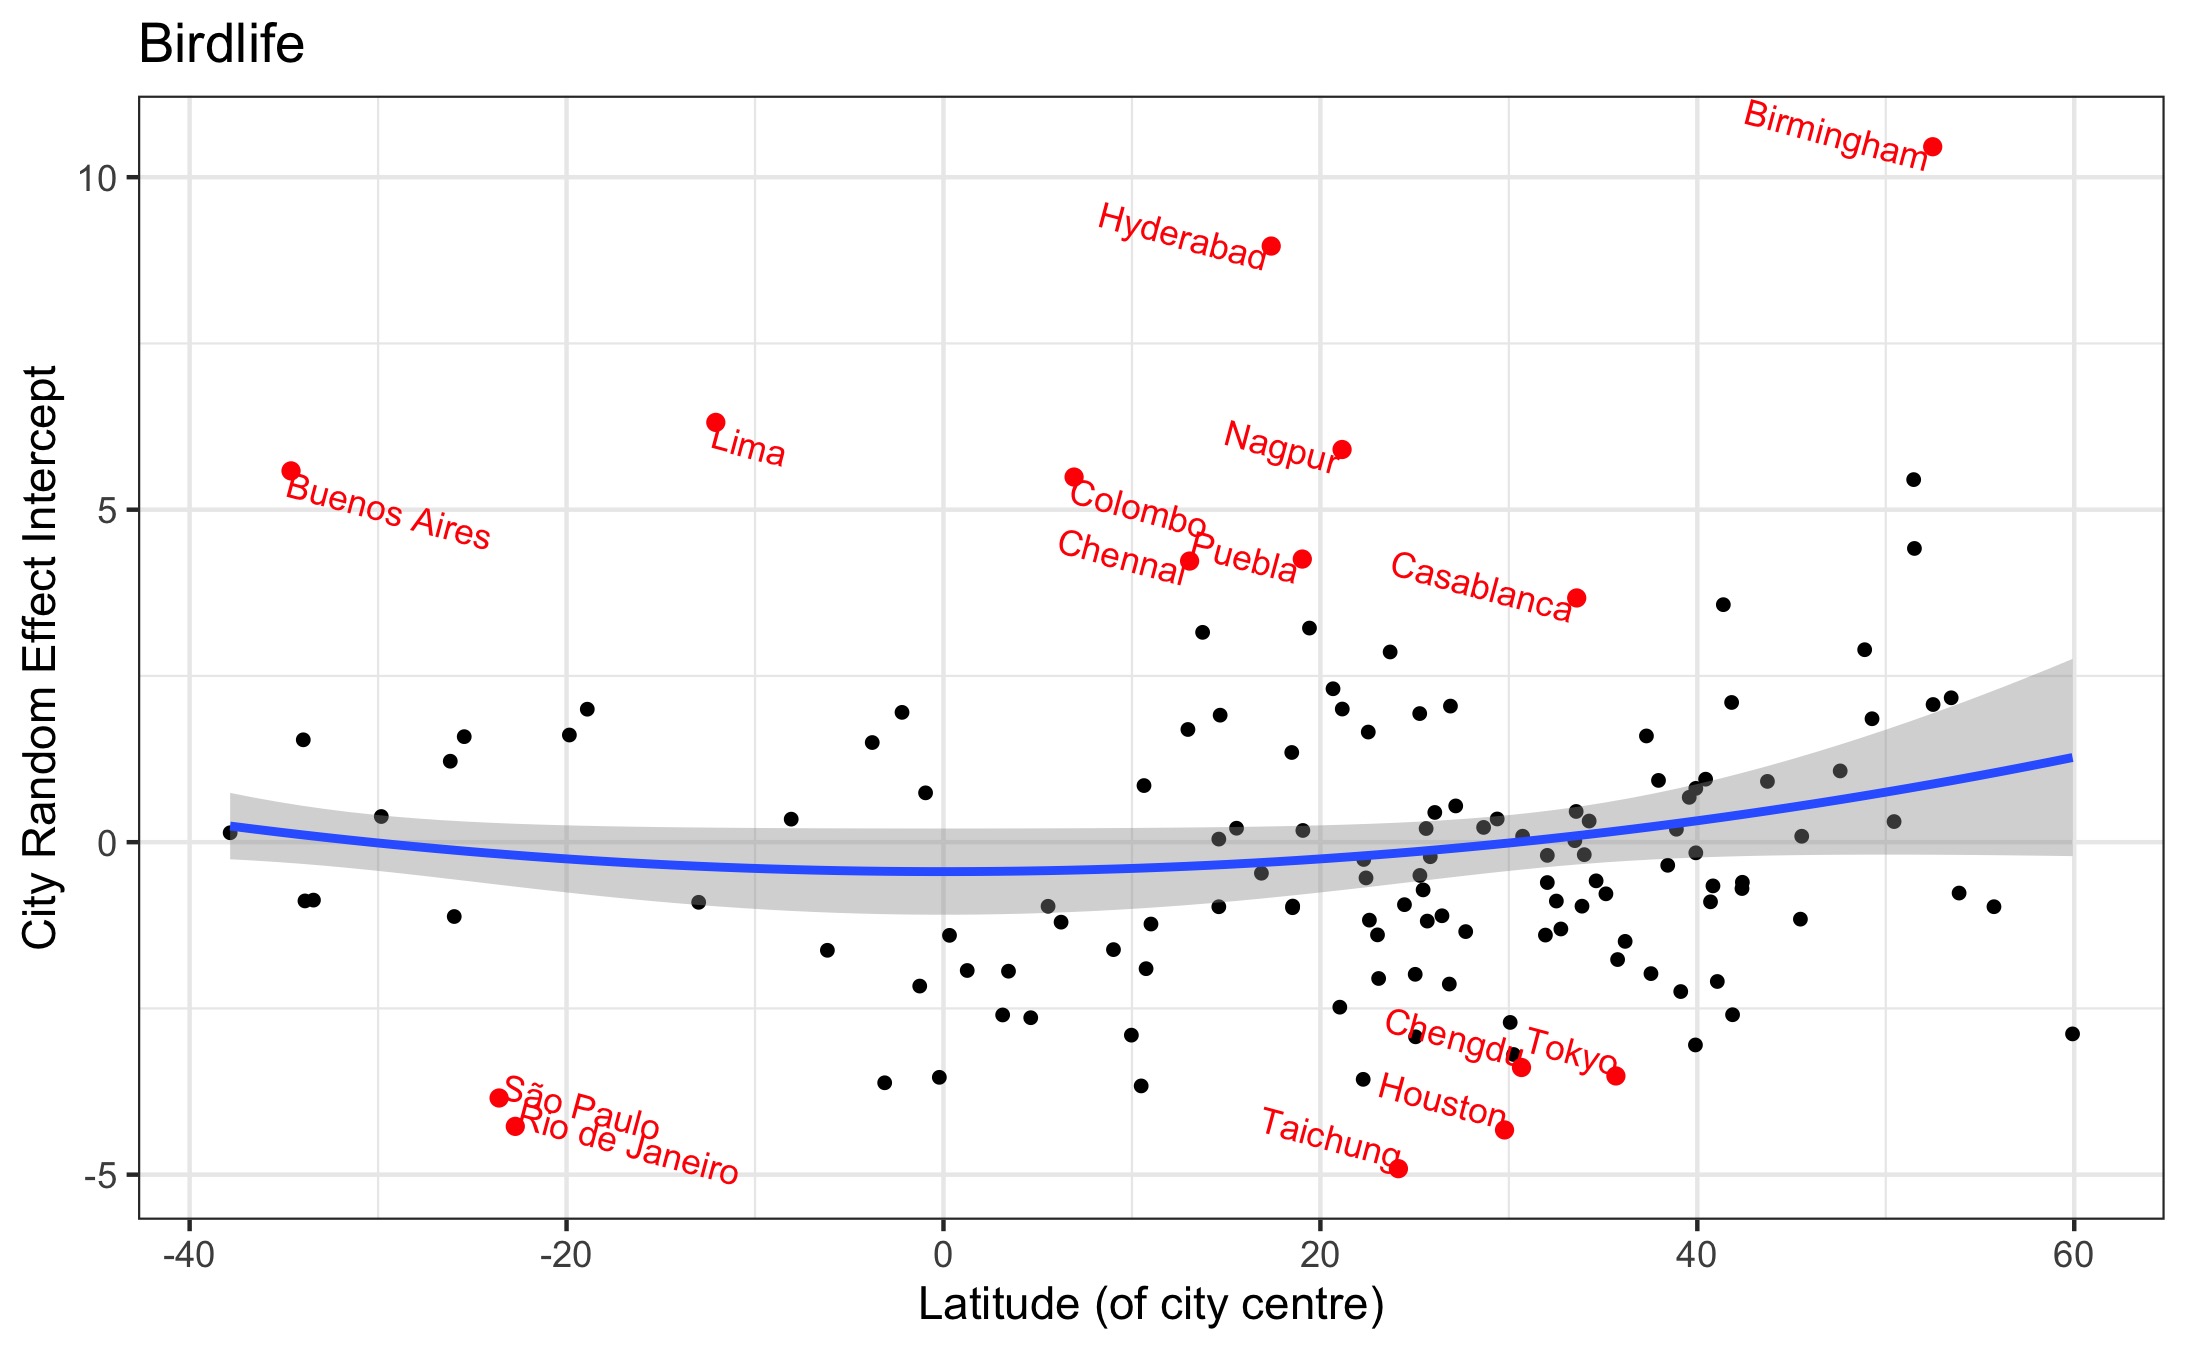 Birdlife
City Random Effect Intercept
10
5
0
-5
Birmingham
Hyderabad
Lima
Nagpur
Buenos Aires
Colombo
Chennai
Puebla
Casablanca
São Paulo
Rio de Janeiro
Chengdu
Tokyo
Houston
Taichung
-40
-20
0
20
40
60
Latitude (of city centre)